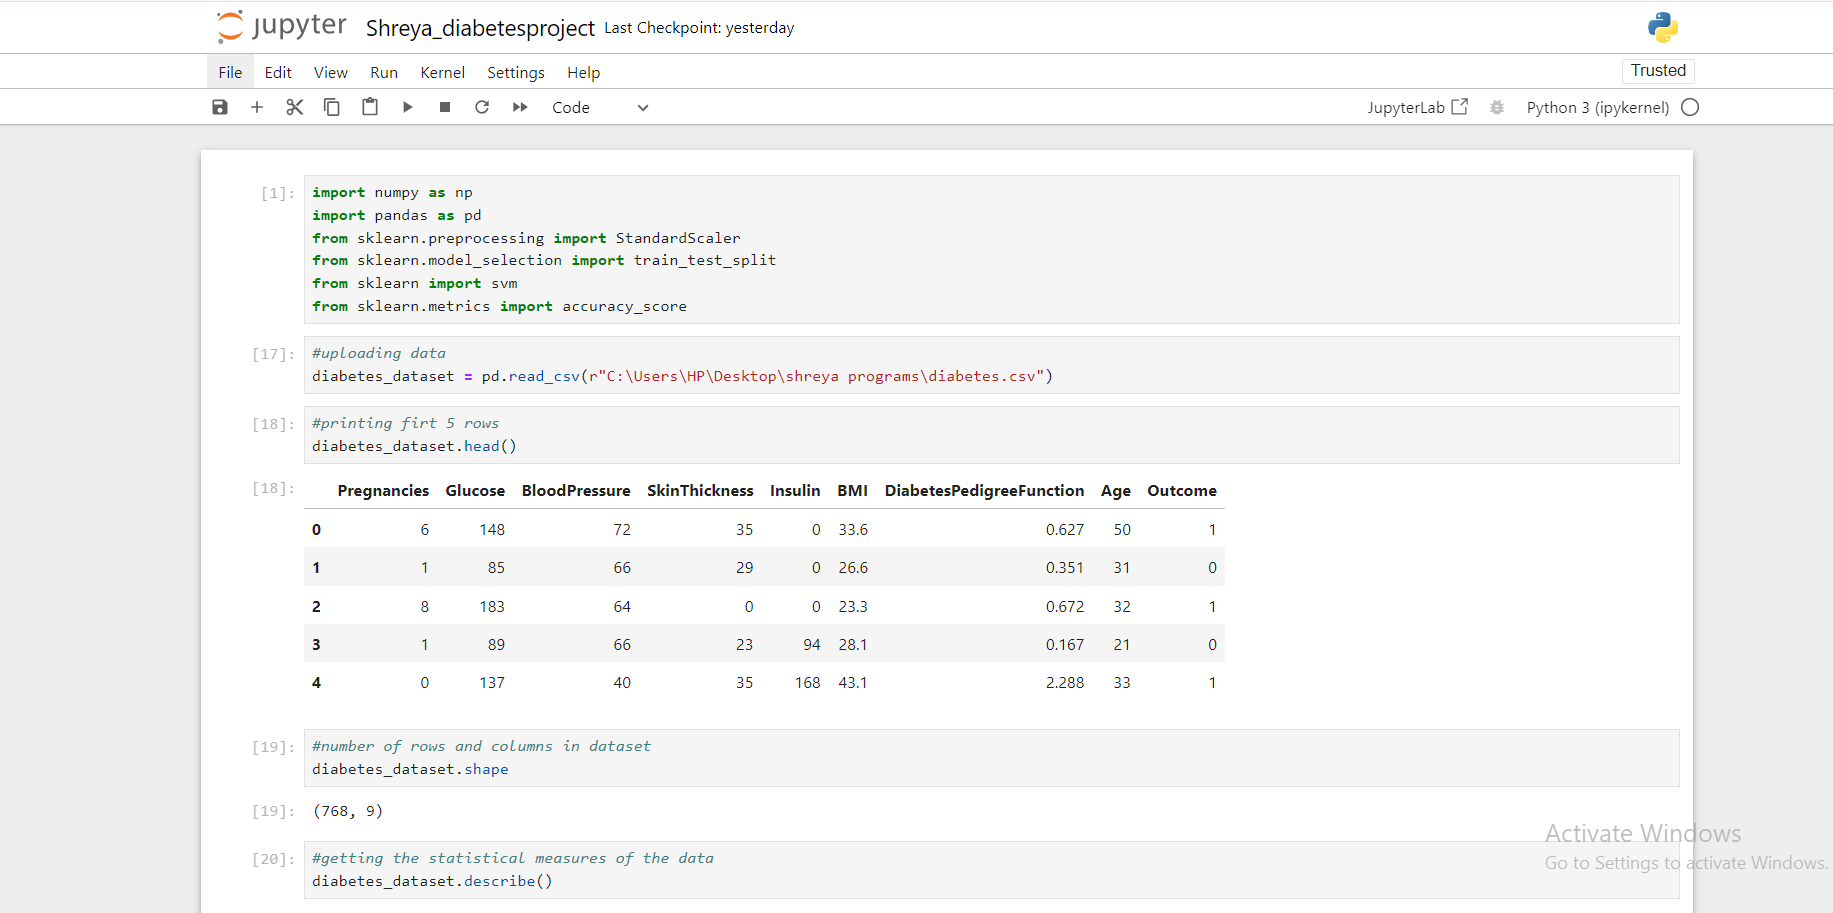 jupyter Shreya_diabetesproject Last Checkpoint: yesterday
File Edit View Run Kernel Settings Help Trusted
Code JupyterLab Python 3 (ipykernel)
[1]: import numpy as np
import pandas as pd
from sklearn.preprocessing import StandardScaler
from sklearn.model_selection import train_test_split
from sklearn import svm
from sklearn.metrics import accuracy_score
[17]: #uploading data
diabetes_dataset = pd.read_csv(r"C:\Users\HP\Desktop\shreya programs\diabetes.csv")
[18]: #printing firt 5 rows
diabetes_dataset.head()
[18]: Pregnancies Glucose BloodPressure SkinThickness Insulin BMI DiabetesPedigreeFunction Age Outcome
0 6 148 72 35 0 33.6 0.627 50 1
1 1 85 66 29 0 26.6 0.351 31 0
2 8 183 64 0 0 23.3 0.672 32 1
3 1 89 66 23 94 28.1 0.167 21 0
4 0 137 40 35 168 43.1 2.288 33 1
[19]: #number of rows and columns in dataset
diabetes_dataset.shape
[19]: (768, 9)
Activate Windows
Go to Settings to activate Windows.
[20]: #getting the statistical measures of the data
diabetes_dataset.describe()